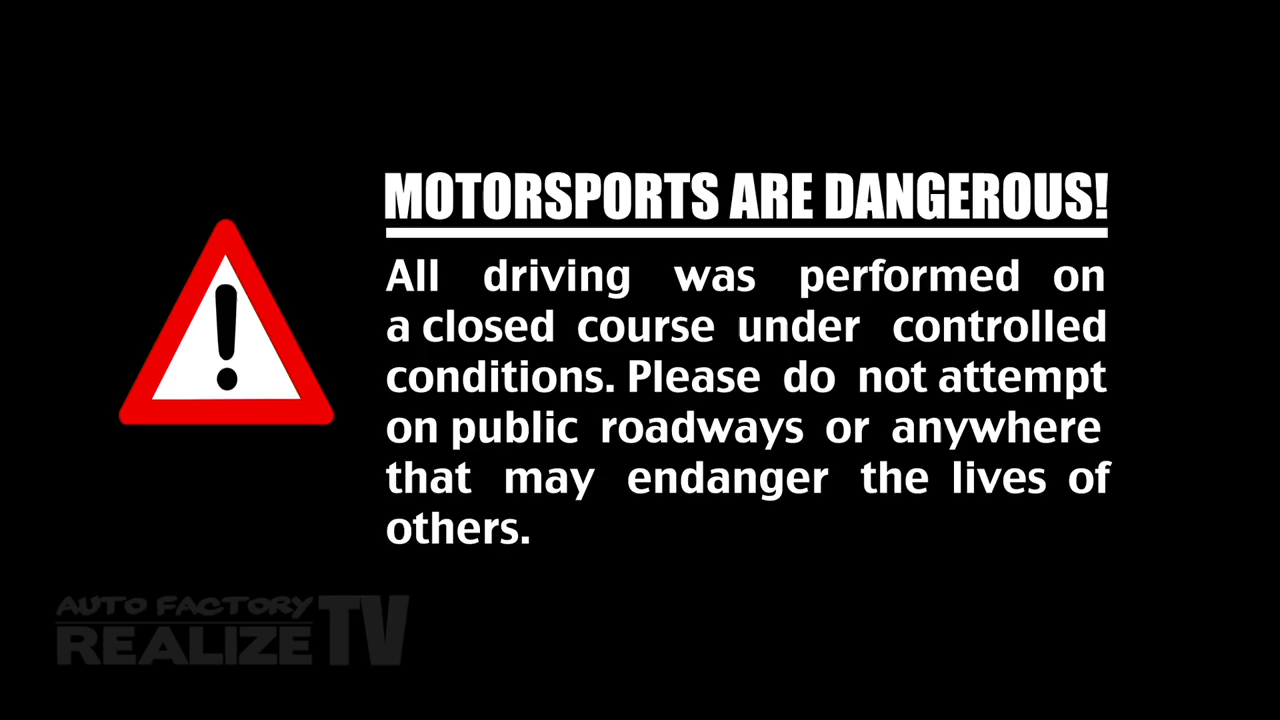 MOTORSPORTS ARE DANGEROUS!
All driving was performed on
a closed course under controlled
conditions. Please do not attempt
on public roadways or anywhere
that may endanger the lives of
others.
AUTO FACTORY
REALIZE TV